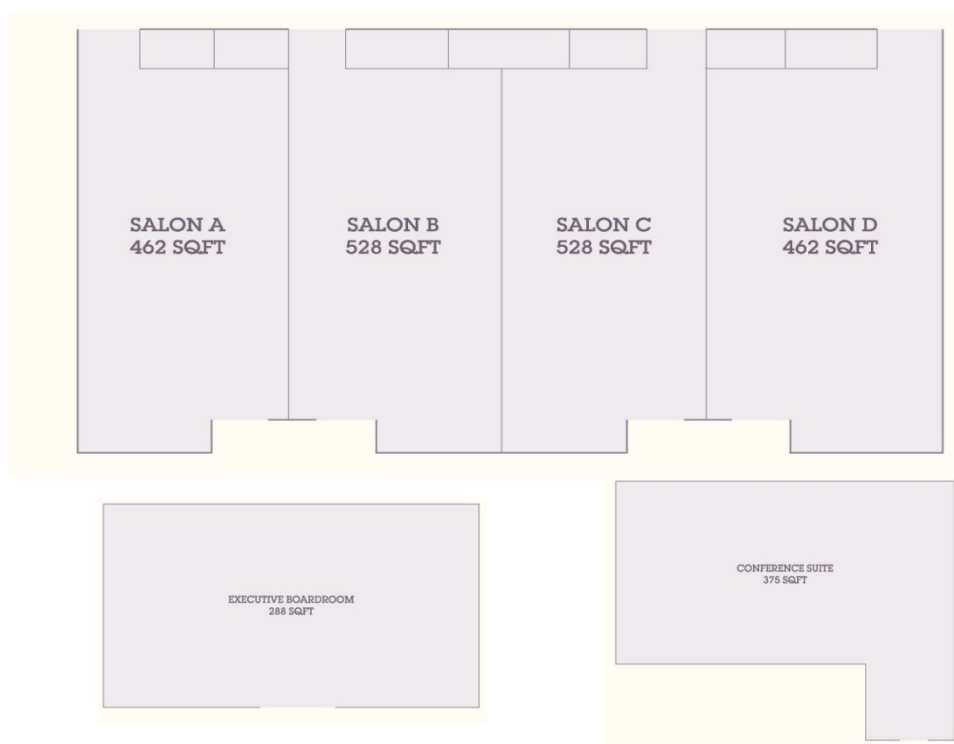 SALON A
462 SQFT
SALON B
528 SQFT
SALON C
528 SQFT
SALON D
462 SQFT
EXECUTIVE BOARDROOM
288 SQFT
CONFERENCE SUITE
375 SQFT